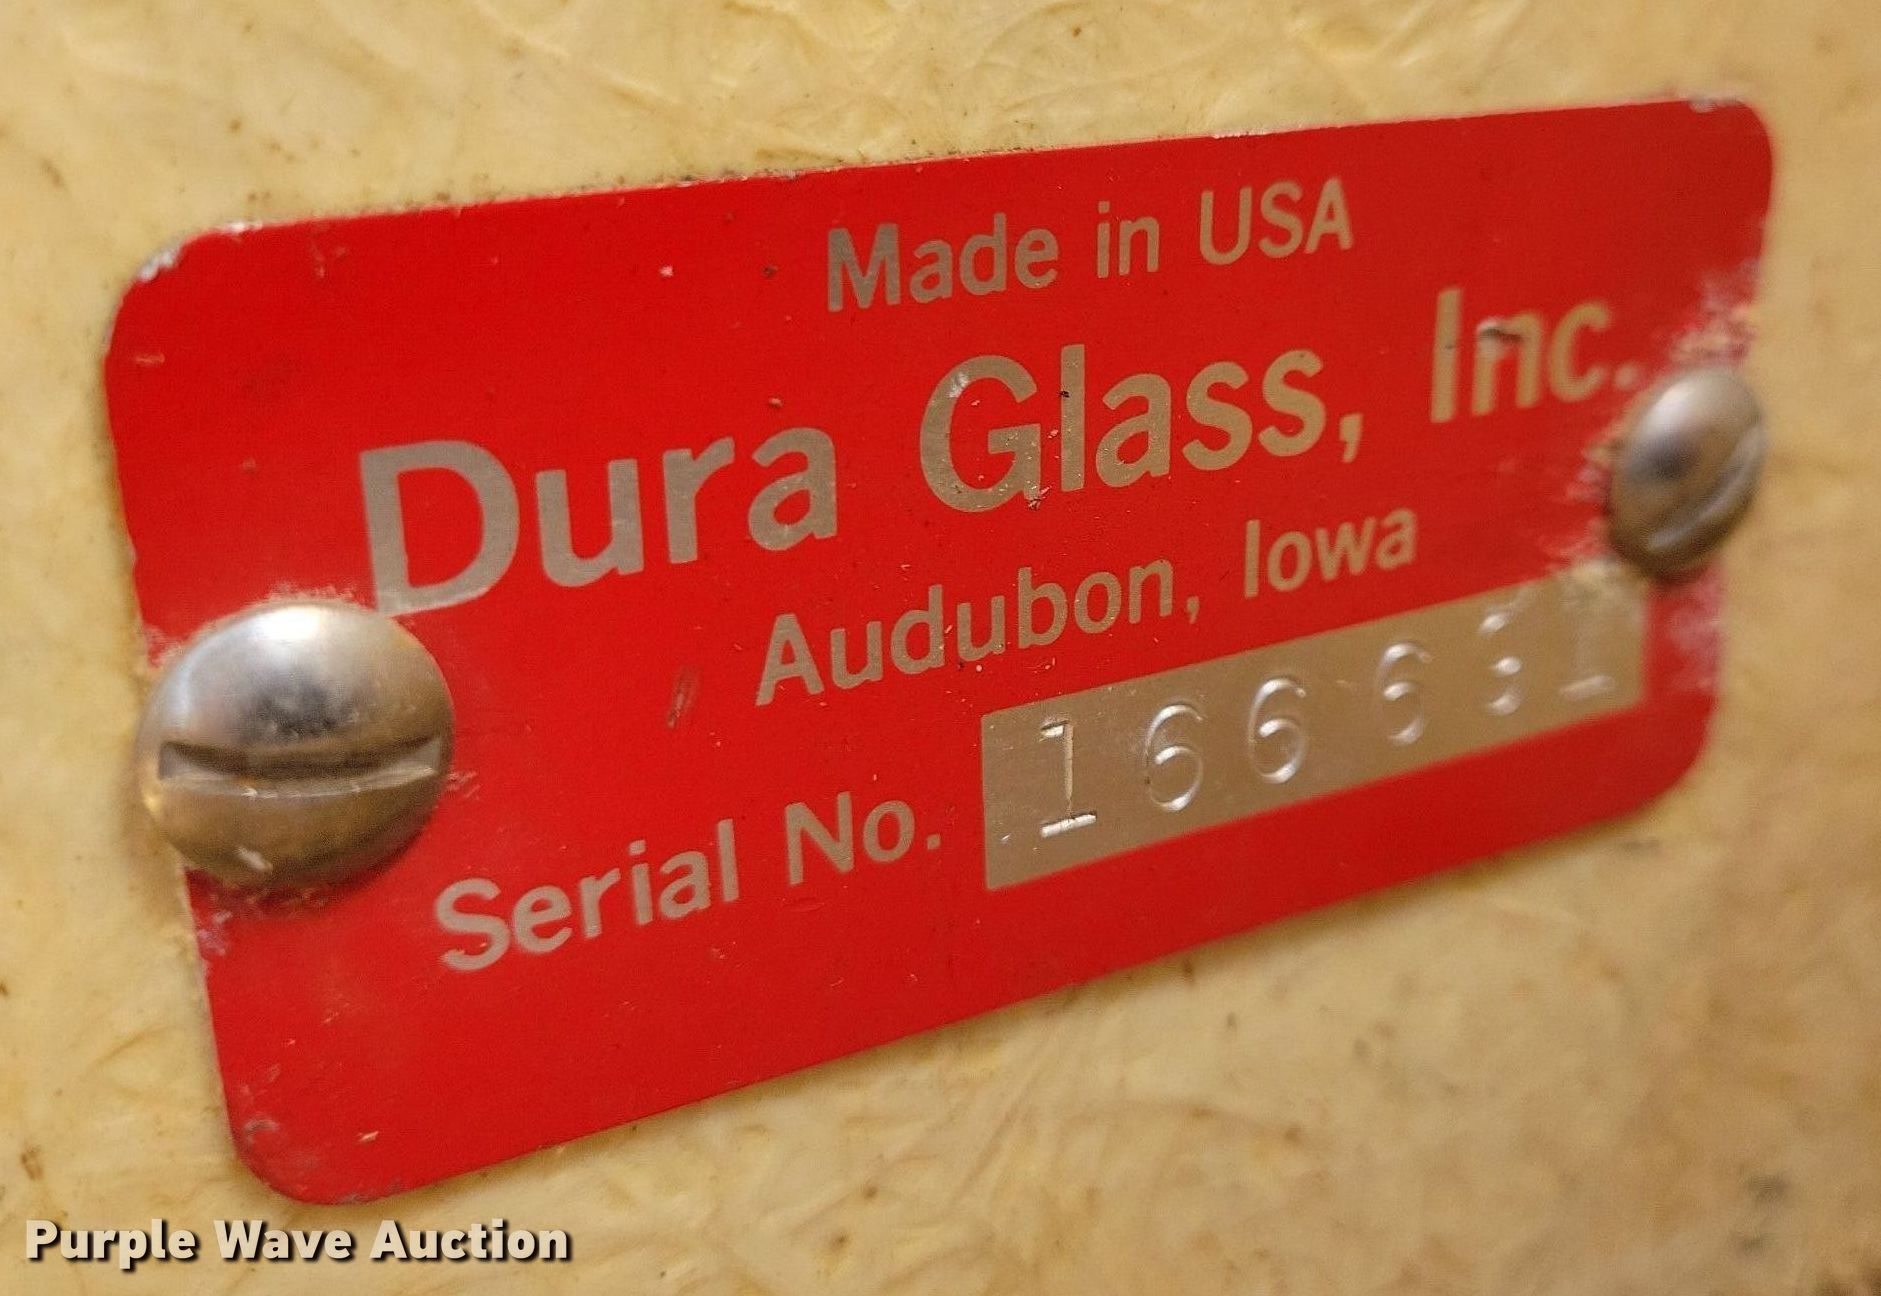 Made in USA
Dura Glass, Inc.
Audubon, Iowa
Serial No.
Purple Wave Auction